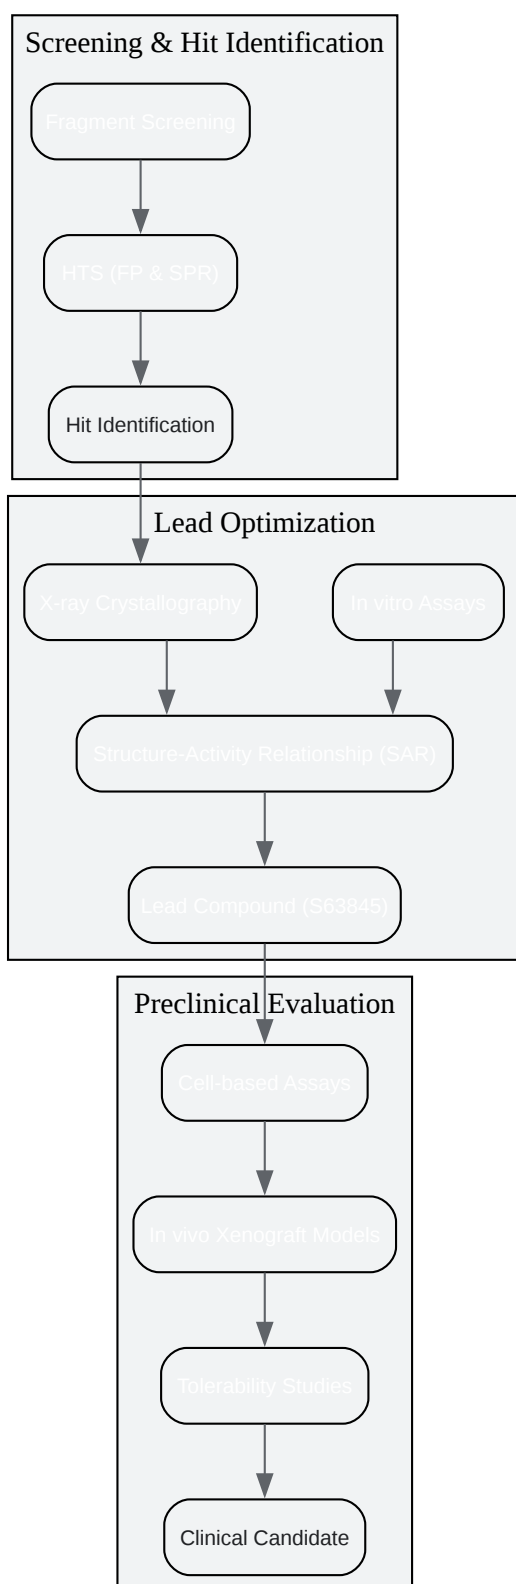 Screening & Hit Identification
Fragment Screening
HTS (FP & SPR)
Hit Identification
Lead Optimization
X-ray Crystallography
In vitro Assays
Structure-Activity Relationship (SAR)
Lead Compound (S63845)
Preclinical Evaluation
Cell-based Assays
In vivo Xenograft Models
Tolerability Studies
Clinical Candidate